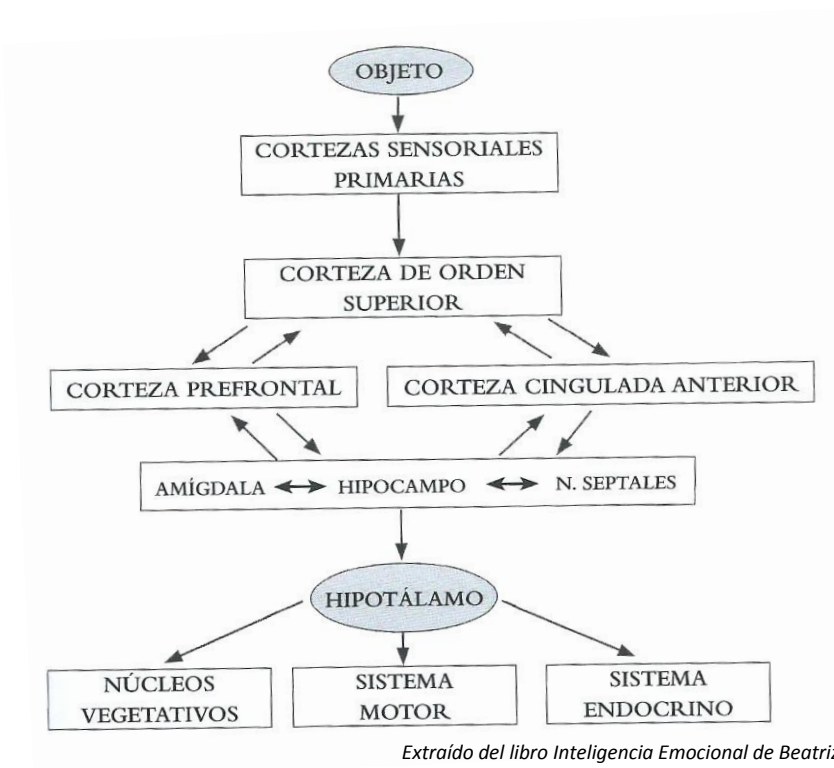 OBJETO
CORTEZAS SENSORIALES
PRIMARIAS
CORTEZA DE ORDEN
SUPERIOR
CORTEZA PREFRONTAL
CORTEZA CINGULADA ANTERIOR
AMÍGDALA HIPOCAMPO N. SEPTALES
HIPOTÁLAMO
NÚCLEOS
VEGETATIVOS
SISTEMA
MOTOR
SISTEMA
ENDOCRINO
Extraído del libro Inteligencia Emocional de Beatriz